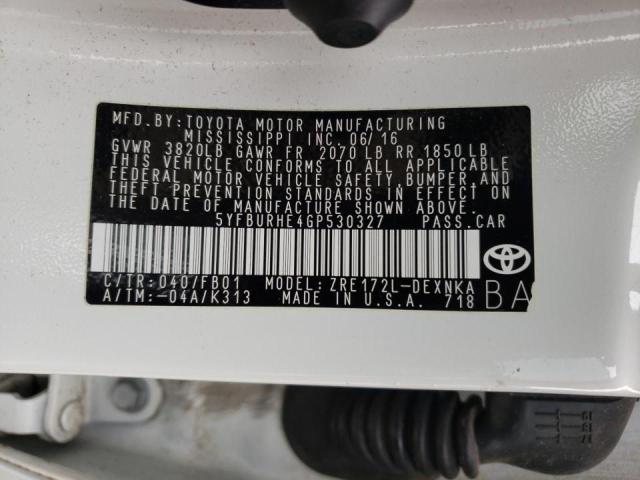 MFD. BY: TOYOTA MOTOR MANUFACTURING
MISSISSIPPI, INC. 06/16
GVWR 3820LB GAWR FR 2070 LB RR 1850 LB
THIS VEHICLE CONFORMS TO ALL APPLICABLE
FEDERAL MOTOR VEHICLE SAFETY, BUMPER, AND
THEFT PREVENTION STANDARDS IN EFFECT ON
THE DATE OF MANUFACTURE SHOWN ABOVE.
5YFBURHE4GP530327 PASS. CAR
C/TR: 040/FB01 MODEL: ZRE172L-DEXNKA
A/TM: -04A/K313 MADE IN U.S.A. 718
BA